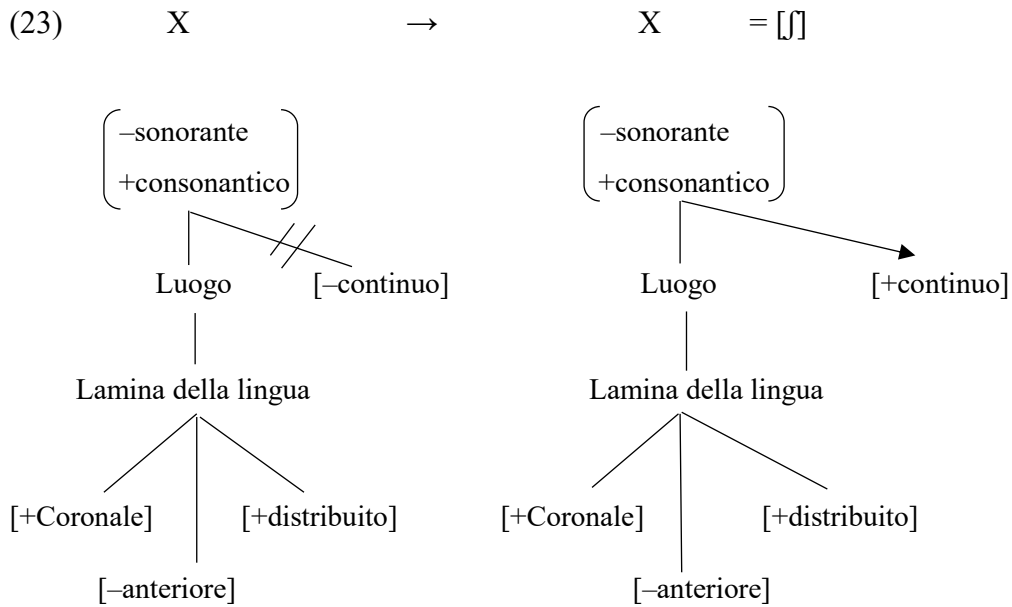 (23) X → X = [ʃ]
–sonorante –sonorante
+consonantico +consonantico
Luogo [–continuo] Luogo [+continuo]
Lamina della lingua Lamina della lingua
[+Coronale] [+distribuito] [+Coronale] [+distribuito]
[–anteriore] [–anteriore]